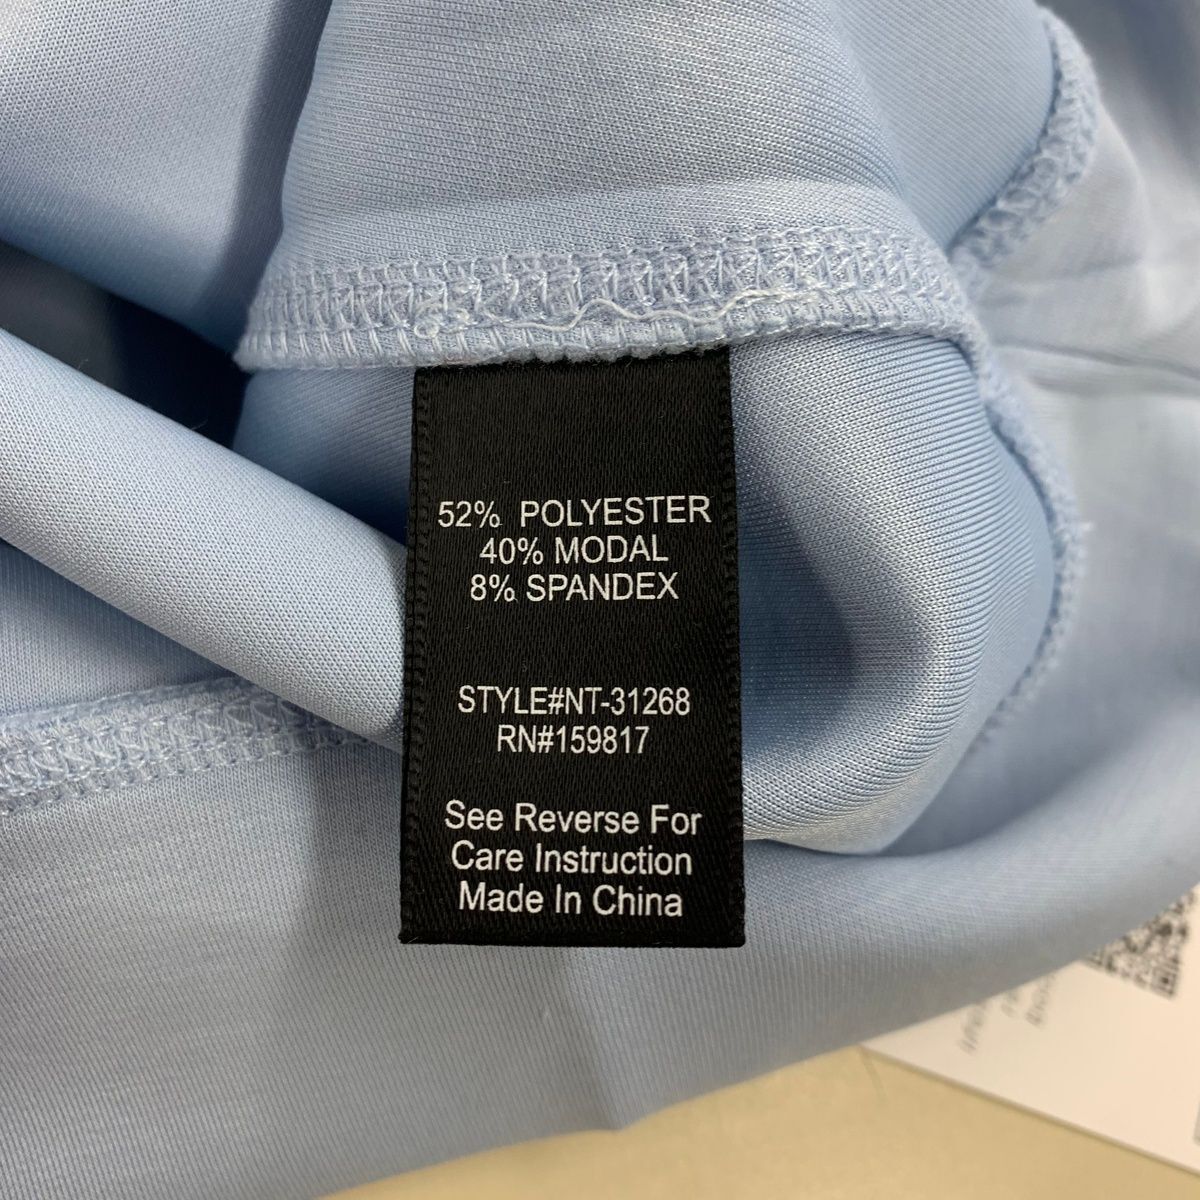 52% POLYESTER
40% MODAL
8% SPANDEX
STYLE#NT-31268
RN#159817
See Reverse For
Care Instruction
Made In China